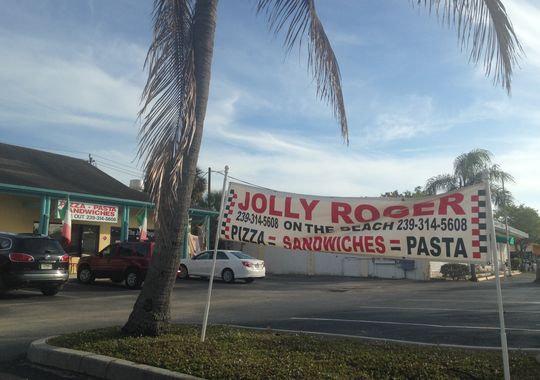 PIZZA - PASTA
SANDWICHES
OUT 239-314-5608
JOLLY ROGER
239-314-5608 ON THE BEACH 239-314-5608
PIZZA = SANDWICHES = PASTA